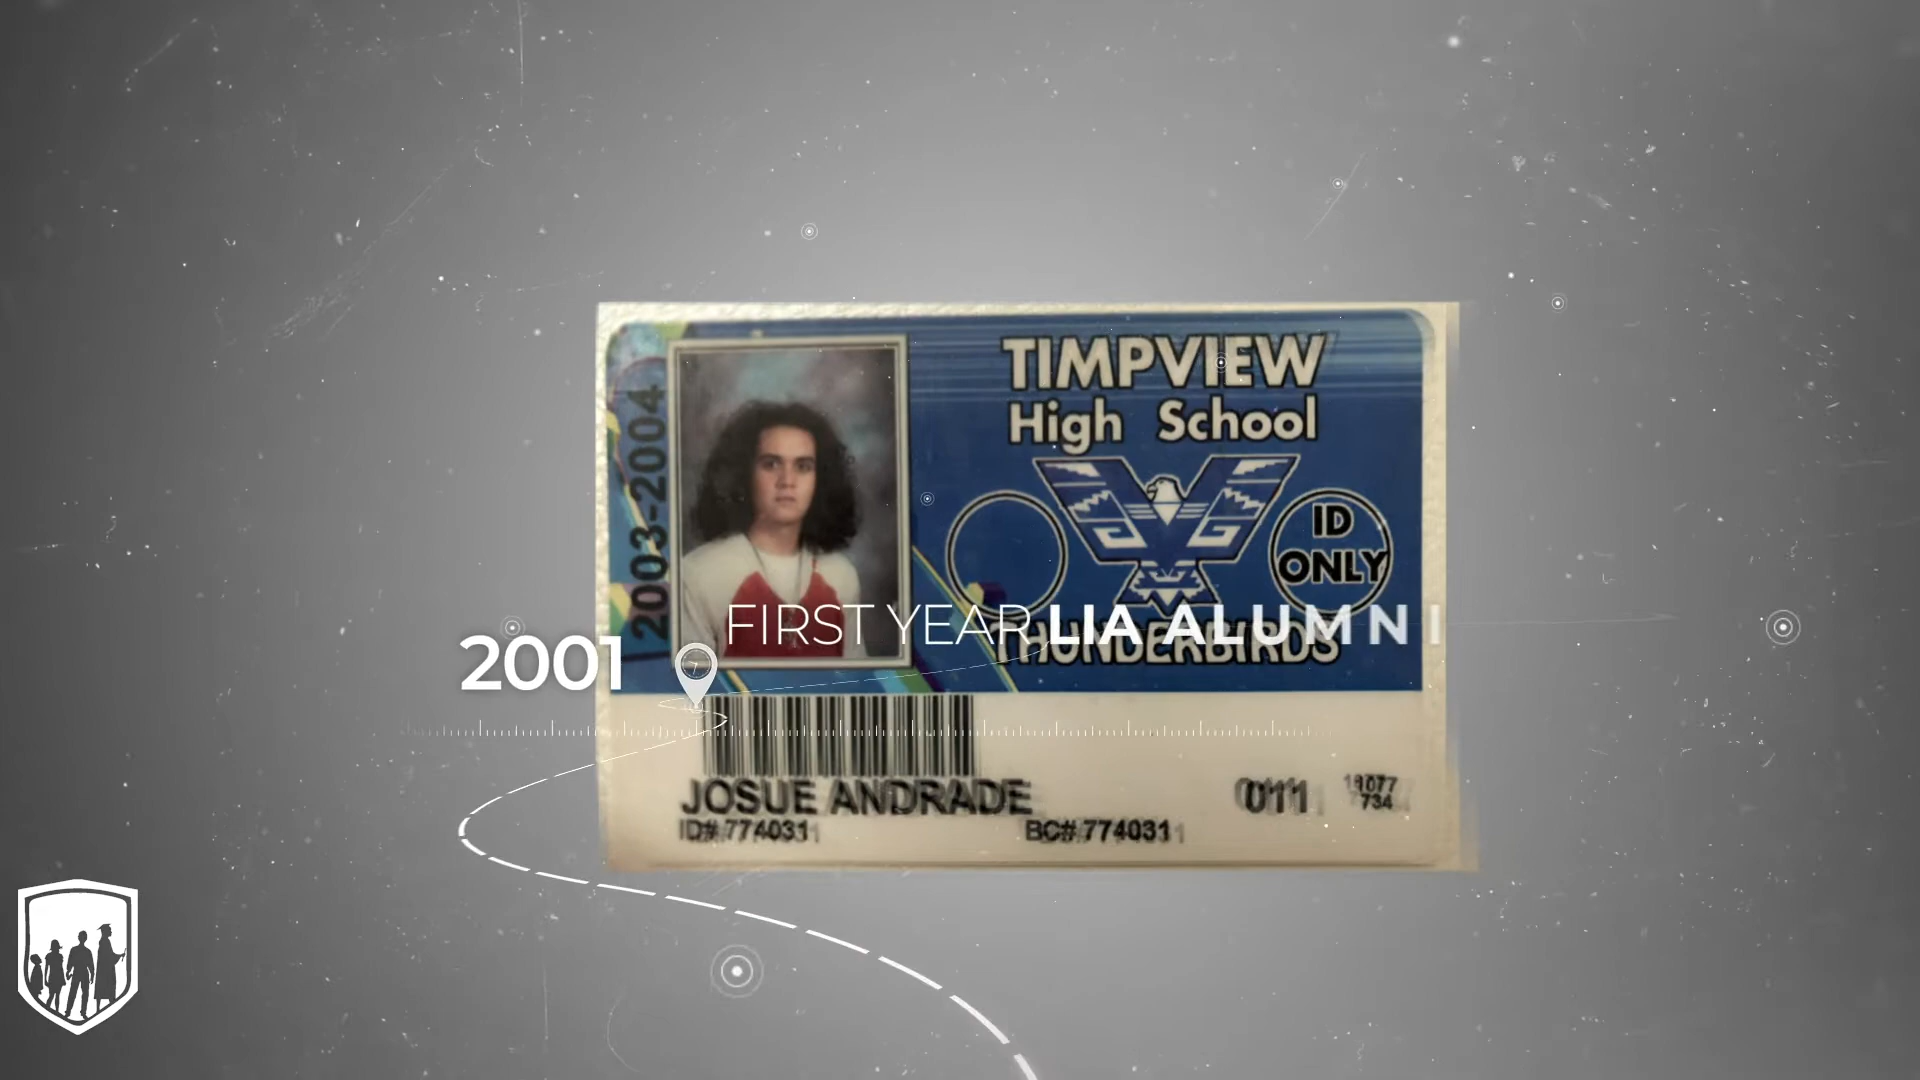 2003-2004
TIMPVIEW
High School
ID
ONLY
THUNDERBIRDS
FIRST YEAR LIA ALUMNI
2001
JOSUE ANDRADE
ID# 774031
BC# 774031